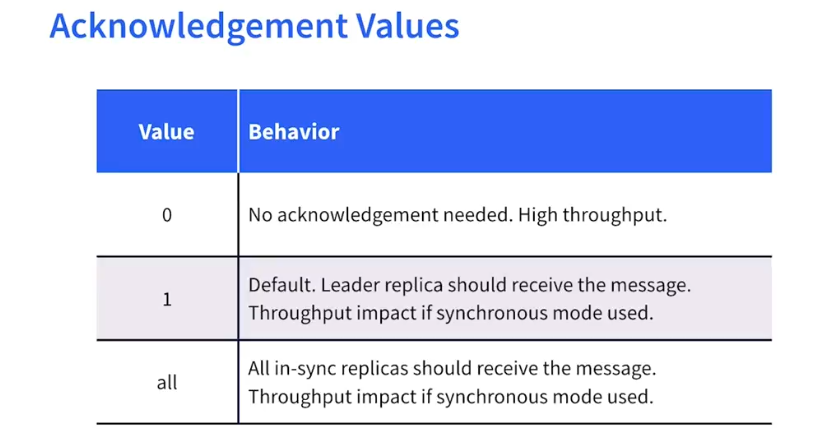 Acknowledgement Values
Value Behavior
0 No acknowledgement needed. High throughput.
1 Default. Leader replica should receive the message.
Throughput impact if synchronous mode used.
all All in-sync replicas should receive the message.
Throughput impact if synchronous mode used.